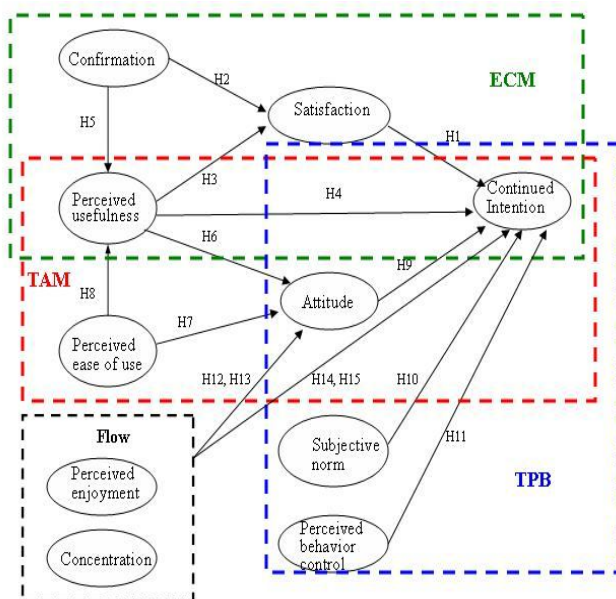 Confirmation
ECM
H2
Satisfaction
H5
H1
H3
Perceived
usefulness
H4
Continued
Intention
H6
TAM
H9
H8
Attitude
H7
Perceived
ease of use
H12, H13
H14, H15
H10
Flow
H11
Subjective
norm
Perceived
enjoyment
TPB
Perceived
behavior
control
Concentration